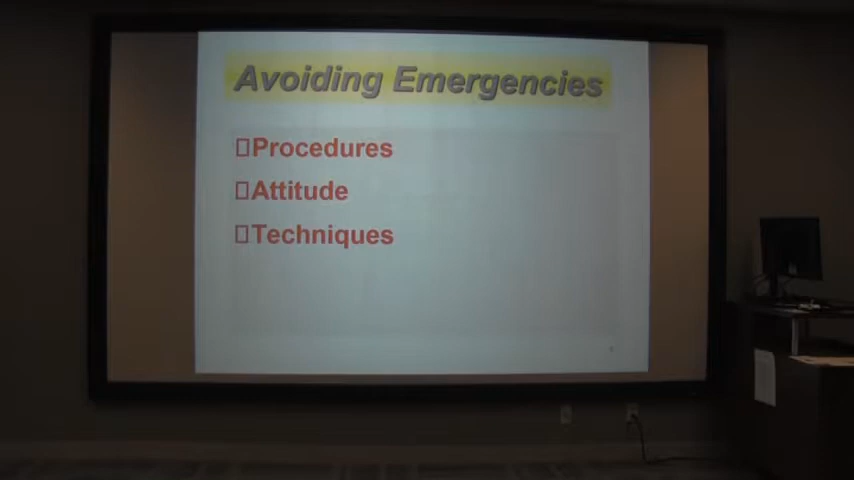 Avoiding Emergencies
Procedures
Attitude
Techniques